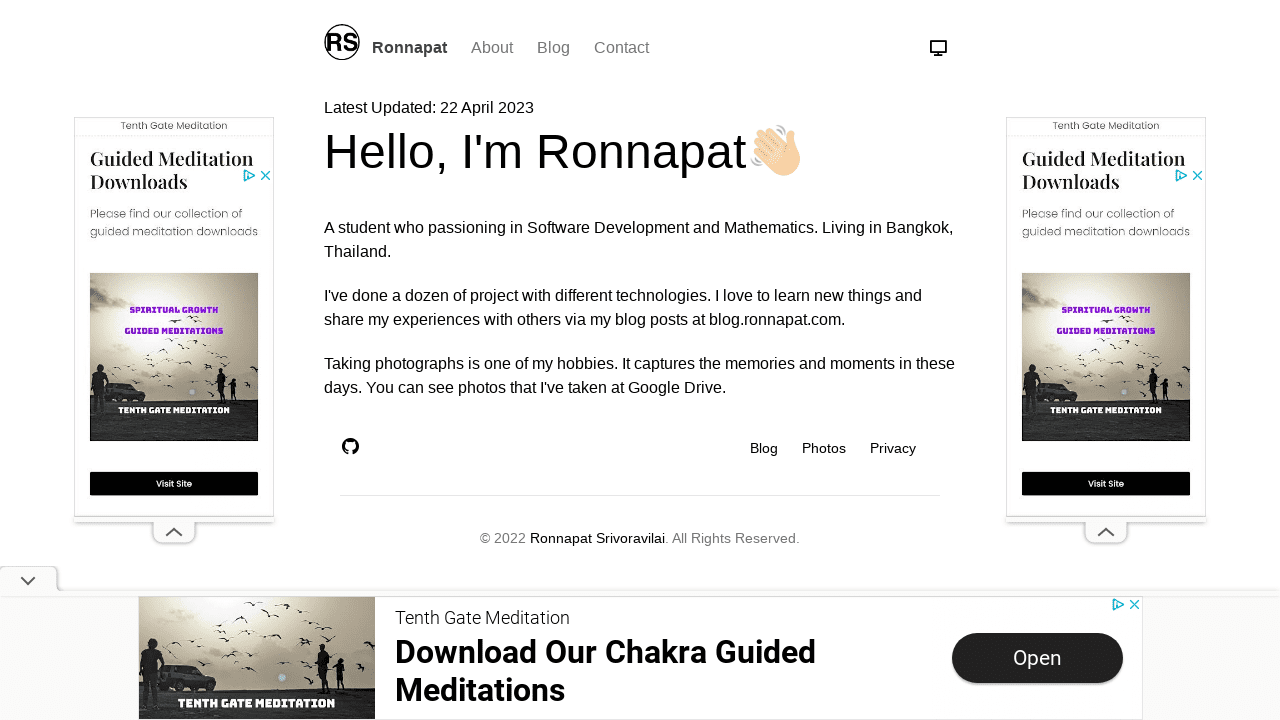 RS Ronnapat About Blog Contact
Latest Updated: 22 April 2023
Hello, I'm Ronnapat
A student who passioning in Software Development and Mathematics. Living in Bangkok,
Thailand.
I've done a dozen of project with different technologies. I love to learn new things and
share my experiences with others via my blog posts at blog.ronnapat.com.
Taking photographs is one of my hobbies. It captures the memories and moments in these
days. You can see photos that I've taken at Google Drive.
Blog Photos Privacy
© 2022 Ronnapat Srivoravilai. All Rights Reserved.
Tenth Gate Meditation
Guided Meditation
Downloads
Please find our collection of
guided meditation downloads
SPIRITUAL GROWTH
GUIDED MEDITATIONS
TENTH GATE MEDITATION
Visit Site
Tenth Gate Meditation
Guided Meditation
Downloads
Please find our collection of
guided meditation downloads
SPIRITUAL GROWTH
GUIDED MEDITATIONS
TENTH GATE MEDITATION
Visit Site
TENTH GATE MEDITATION
Tenth Gate Meditation
Download Our Chakra Guided
Meditations
Open